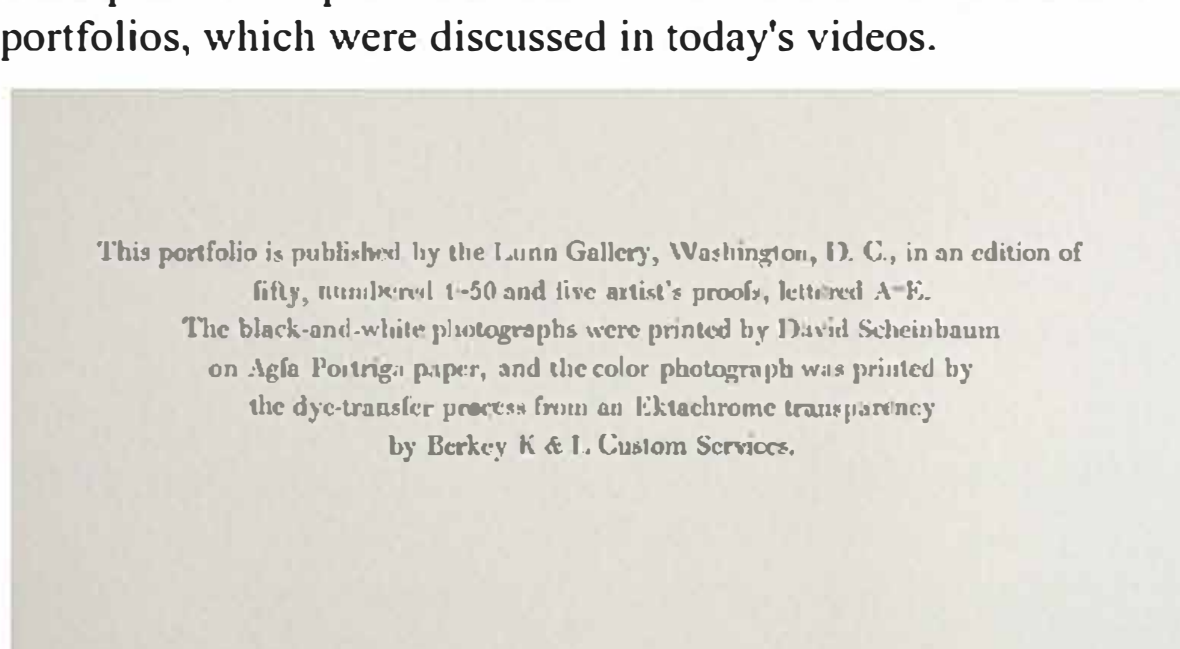 portfolios, which were discussed in today's videos.
This portfolio is published by the Lunn Gallery, Washington, D. C., in an edition of
fifty, numbered 1-50 and five artist's proofs, lettered A-E.
The black-and-white photographs were printed by David Scheinbaum
on Agfa Portriga paper, and the color photograph was printed by
the dye-transfer process from an Ektachrome transparency
by Berkey K & L Custom Services.